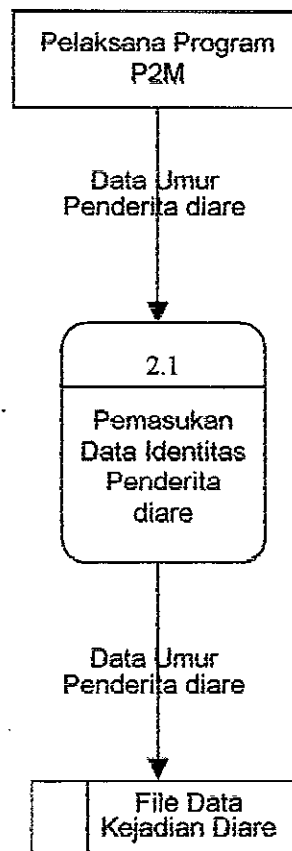 Pelaksana Program
P2M
Data Umur
Penderita diare
2.1
Pemasukan
Data Identitas
Penderita
diare
Data Umur
Penderita diare
File Data
Kejadian Diare